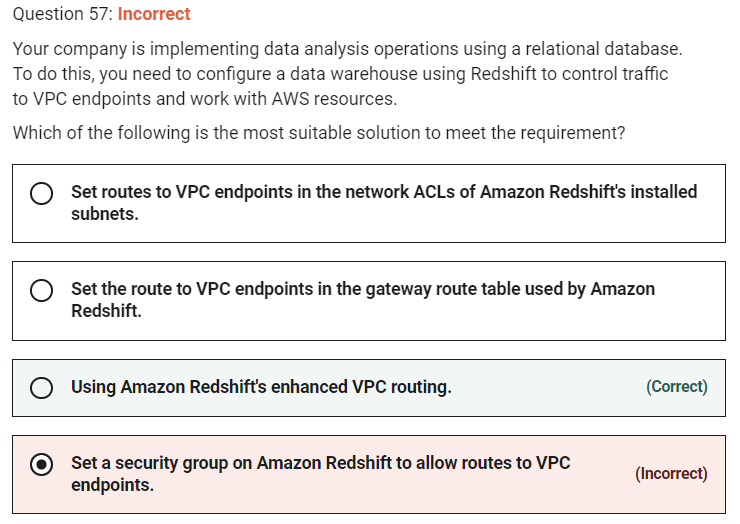 Question 57: Incorrect
Your company is implementing data analysis operations using a relational database.
To do this, you need to configure a data warehouse using Redshift to control traffic
to VPC endpoints and work with AWS resources.
Which of the following is the most suitable solution to meet the requirement?
Set routes to VPC endpoints in the network ACLs of Amazon Redshift's installed
subnets.
Set the route to VPC endpoints in the gateway route table used by Amazon
Redshift.
Using Amazon Redshift's enhanced VPC routing. (Correct)
Set a security group on Amazon Redshift to allow routes to VPC
endpoints. (Incorrect)